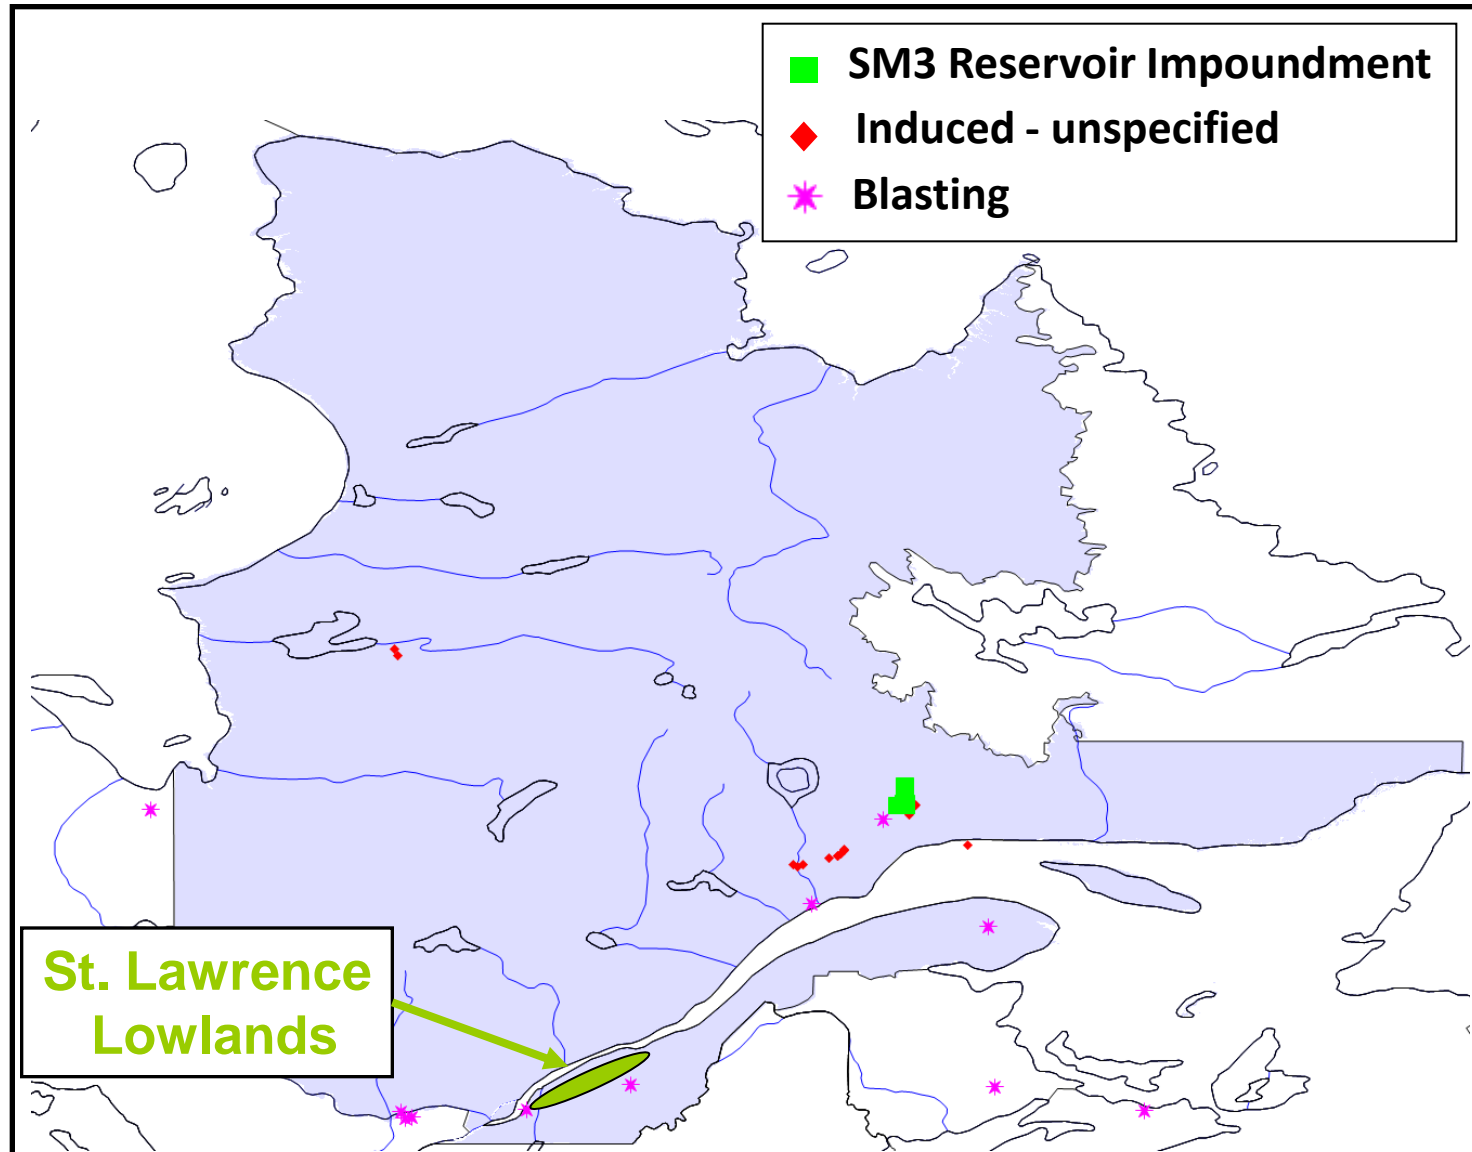 SM3 Reservoir Impoundment
Induced - unspecified
Blasting
St. Lawrence
Lowlands